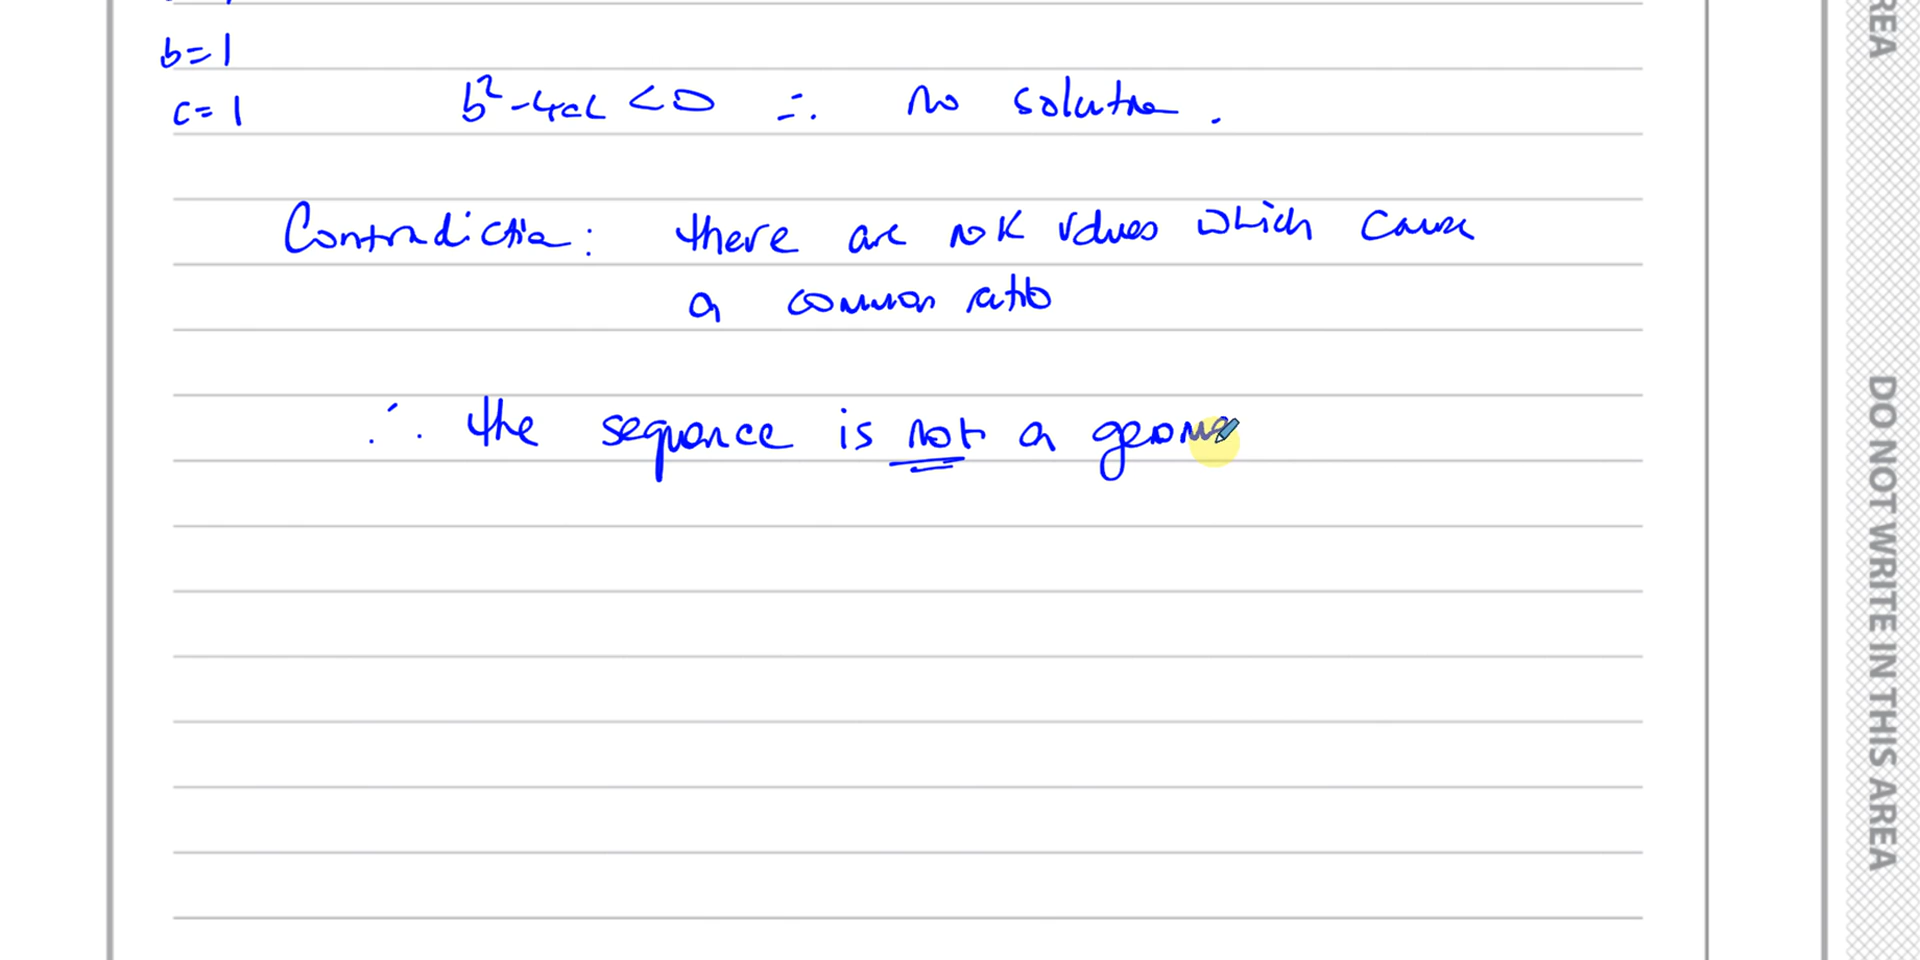 b=1
c=1 b²-4ac <0 ∴ no solution.
Contradiction: there are no k values which cause
a common ratio
∴ the sequence is not a geome
REA
DO NOT WRITE IN THIS AREA